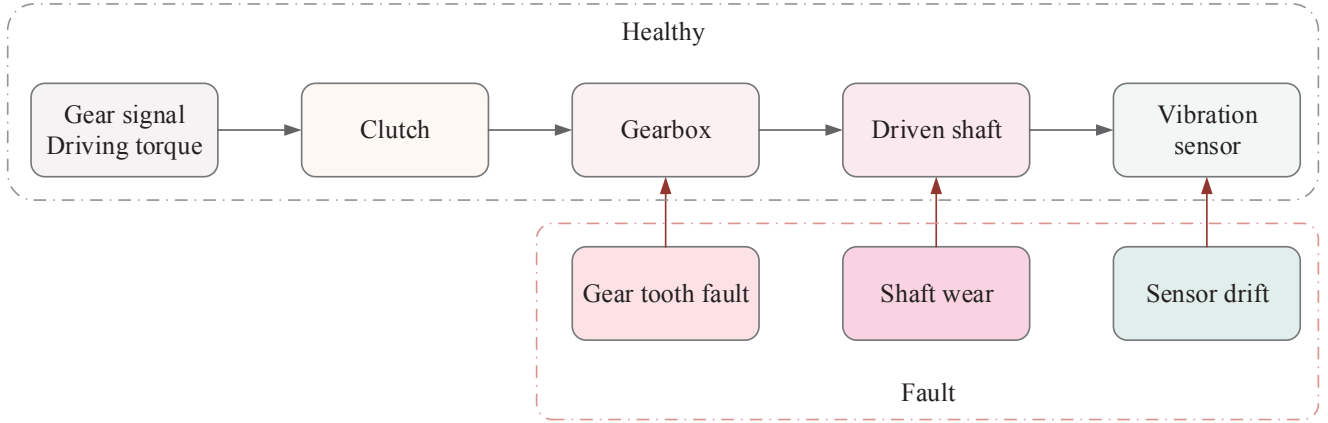 Healthy
Gear signal
Driving torque
Clutch
Gearbox
Driven shaft
Vibration
sensor
Gear tooth fault
Shaft wear
Sensor drift
Fault